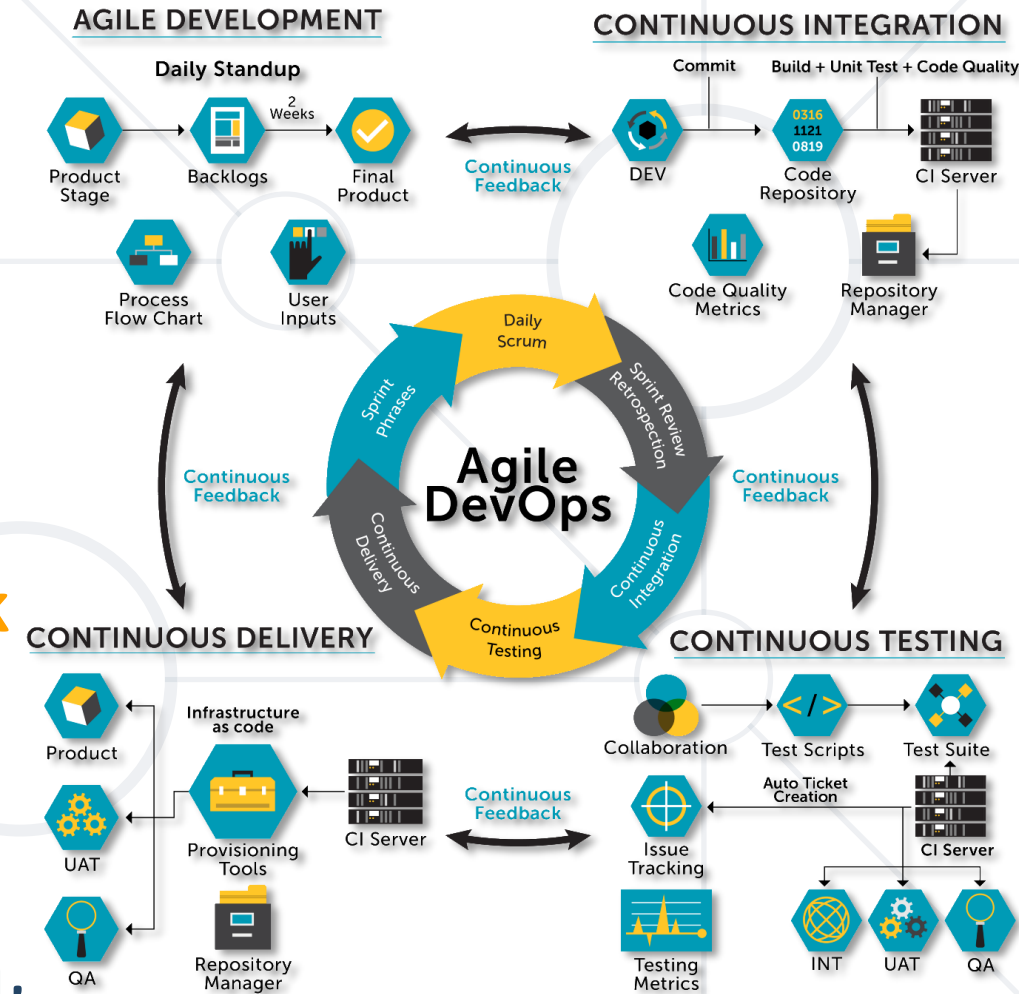 AGILE DEVELOPMENT
Daily Standup
2
Weeks
Product
Stage
Backlogs
Final
Product
Process
Flow Chart
User
Inputs
Continuous
Feedback
CONTINUOUS INTEGRATION
Commit
Build + Unit Test + Code Quality
0316
1121
0819
DEV
Code
Repository
CI Server
Code Quality
Metrics
Repository
Manager
Daily
Scrum
Sprint Review
Retrospection
Continuous
Integration
Continuous
Testing
Continuous
Delivery
Sprint
Phrases
Agile
DevOps
Continuous
Feedback
Continuous
Feedback
CONTINUOUS DELIVERY
Product
UAT
QA
Infrastructure
as code
Provisioning
Tools
Repository
Manager
CI Server
Continuous
Feedback
CONTINUOUS TESTING
Collaboration
</>
Test Scripts
Test Suite
Auto Ticket
Creation
Issue
Tracking
CI Server
Testing
Metrics
INT
UAT
QA